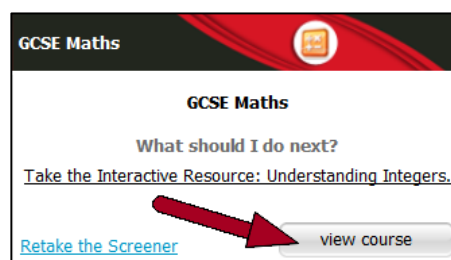 GCSE Maths
GCSE Maths
What should I do next?
Take the Interactive Resource: Understanding Integers.
Retake the Screener
view course